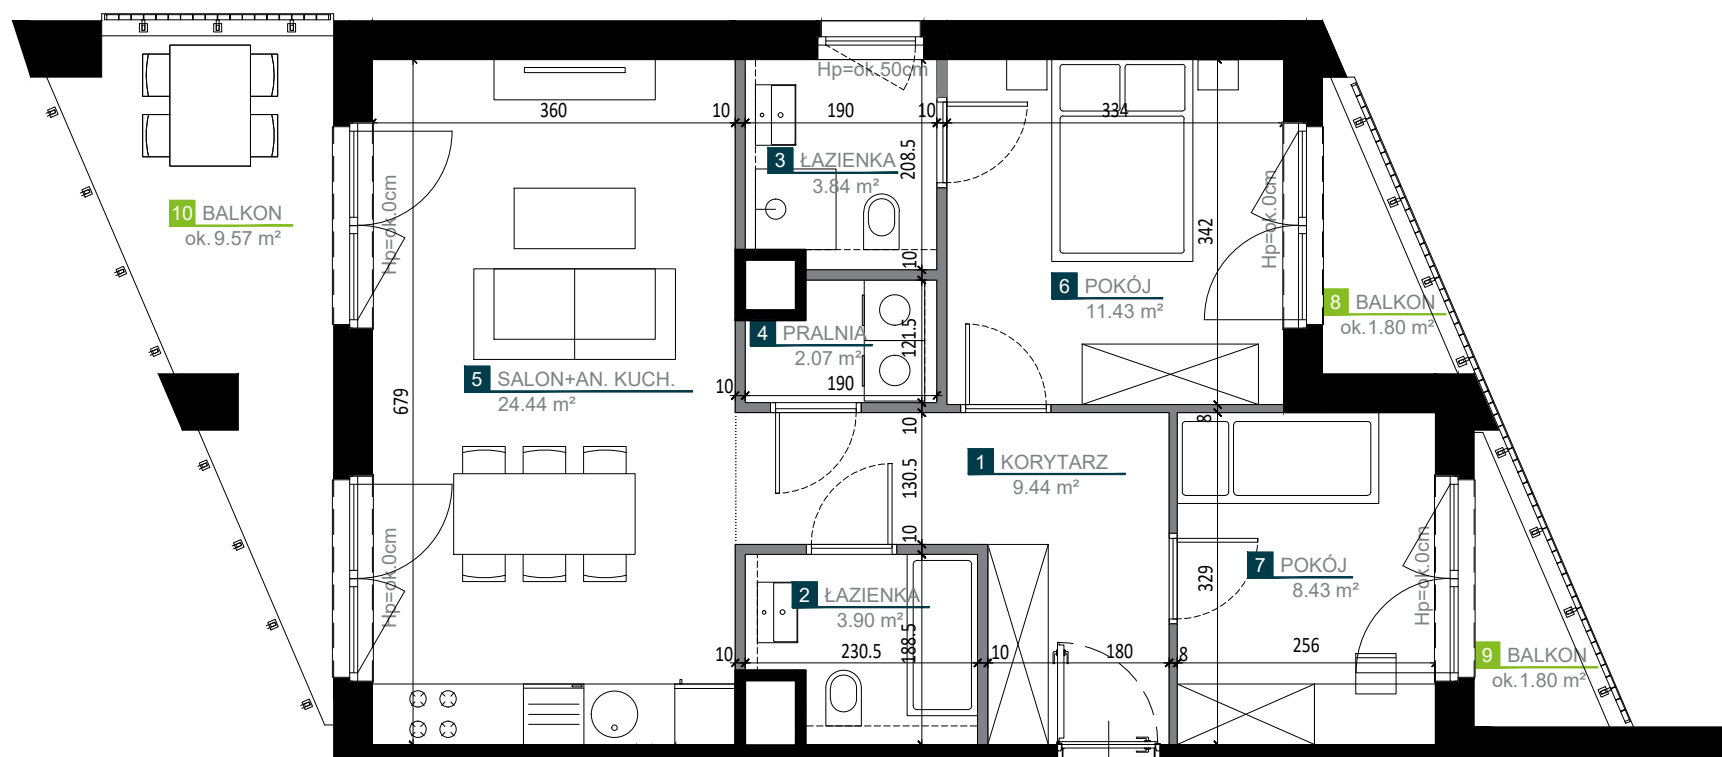 Hp=ok.50cm
360
10
190
10
334
208.5
3 ŁAZIENKA
3.84 m²
10 BALKON
ok.9.57 m²
Hp=ok.0cm
Hp=ok.0cm
342
10
6 POKÓJ
11.43 m²
8 BALKON
ok.1.80 m²
4 PRALNIA
2.07 m²
121.5
5 SALON+AN. KUCH.
24.44 m²
679
10
190
10
8
1 KORYTARZ
9.44 m²
130.5
10
Hp=ok.0cm
Hp=ok.0cm
7 POKÓJ
8.43 m²
329
2 ŁAZIENKA
3.90 m²
188.5
10
230.5
10
180
8
256
9 BALKON
ok.1.80 m²